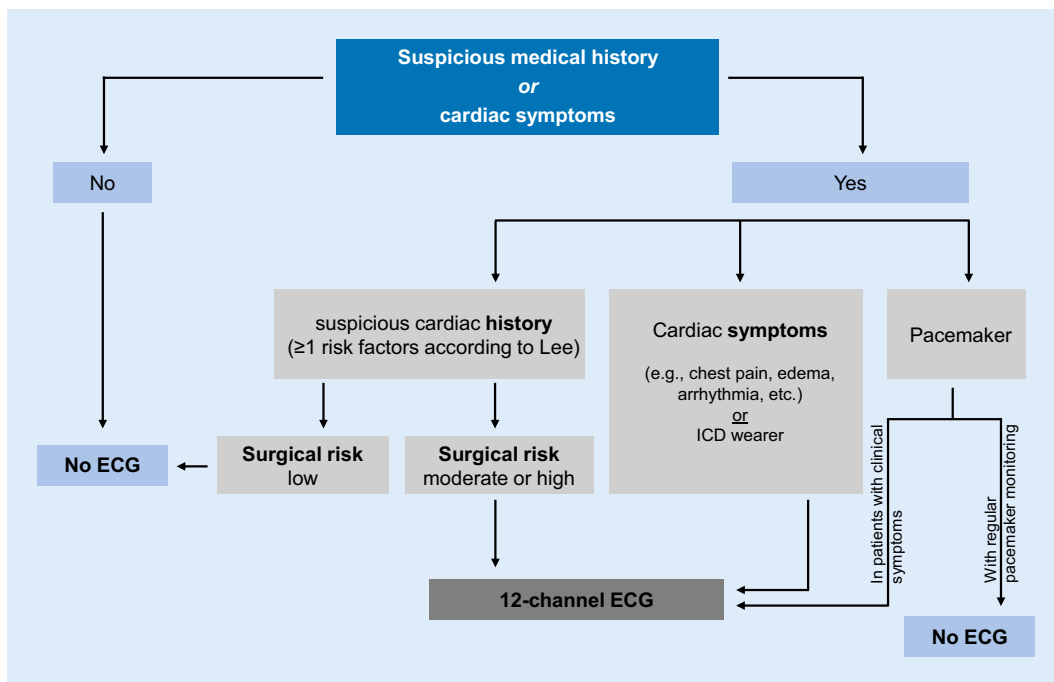 Suspicious medical history
or
cardiac symptoms
No
Yes
suspicious cardiac history
(≥1 risk factors according to Lee)
Cardiac symptoms
(e.g., chest pain, edema,
arrhythmia, etc.)
or
ICD wearer
Pacemaker
No ECG
Surgical risk
low
Surgical risk
moderate or high
In patients with clinical
symptoms
With regular
pacemaker monitoring
12-channel ECG
No ECG